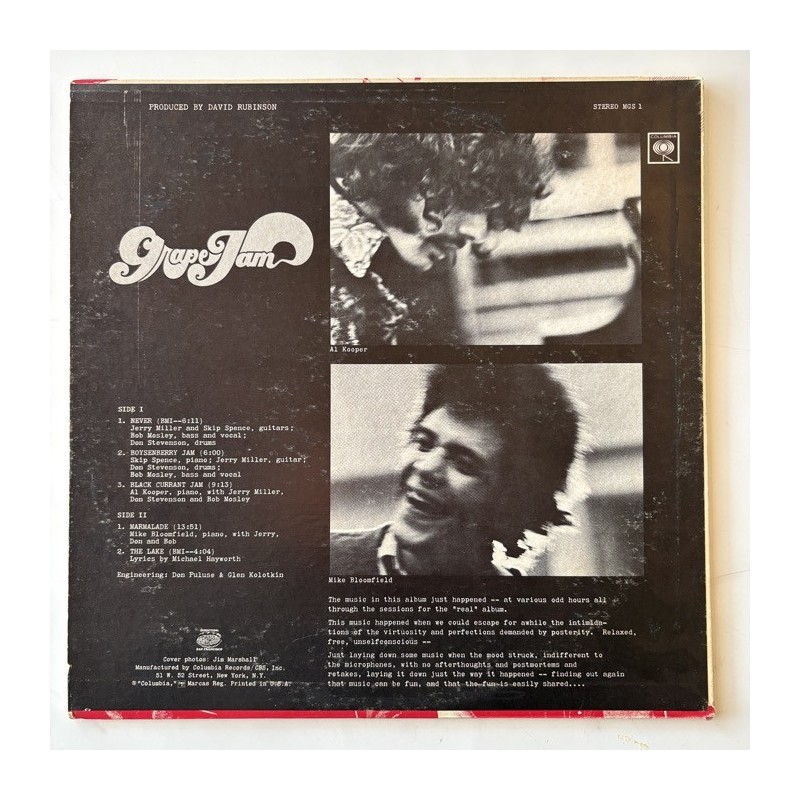 PRODUCED BY DAVID RUBINSON
STEREO MGS 1
COLUMBIA
Grape Jam
Al Kooper
SIDE I
1. NEVER (BMI--6:11)
Jerry Miller and Skip Spence, guitars;
Bob Mosley, bass and vocal;
Don Stevenson, drums
2. BOYSENBERRY JAM (6:00)
Skip Spence, piano; Jerry Miller, guitar;
Don Stevenson, drums;
Bob Mosley, bass and vocal
3. BLACK CURRANT JAM (9:13)
Al Kooper, piano, with Jerry Miller,
Don Stevenson and Bob Mosley
SIDE II
1. MARMALADE (13:51)
Mike Bloomfield, piano, with Jerry,
Don and Bob
2. THE LAKE (BMI--4:04)
Lyrics by Michael Hayworth
Engineering: Don Puluse & Glen Kolotkin
Mike Bloomfield
The music in this album just happened -- at various odd hours all
through the sessions for the "real" album.
This music happened when we could escape for awhile the intimida-
tions of the virtuosity and perfections demanded by posterity. Relaxed,
free, unselfconscious --
Just laying down some music when the mood struck, indifferent to
the microphones, with no afterthoughts and postmortems and
retakes, laying it down just the way it happened -- finding out again
that music can be fun, and that the fun is easily shared....
SAN FRANCISCO
Cover photos: Jim Marshall
Manufactured by Columbia Records/CBS, Inc.
51 W. 52 Street, New York, N.Y.
® "Columbia," Marcas Reg. Printed in U.S.A.